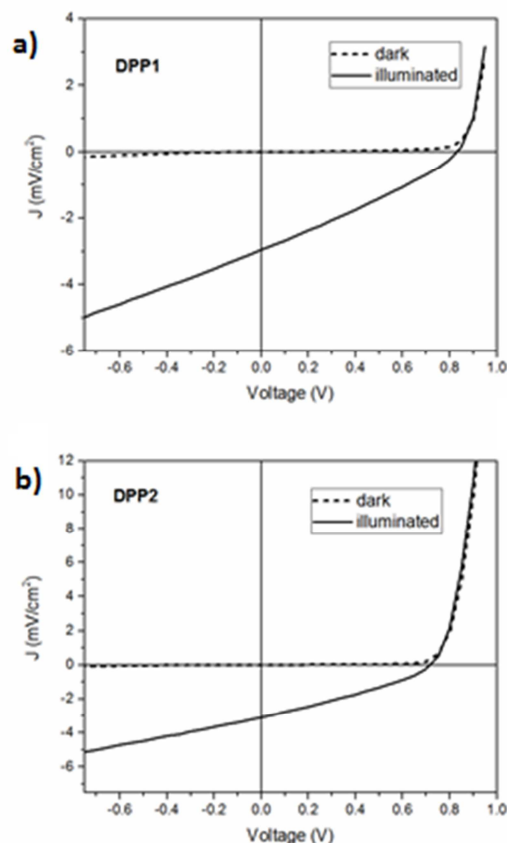 a)
DPP1
dark
illuminated
J (mV/cm²)
4
2
0
-2
-4
-6
-0.6 -0.4 -0.2 0.0 0.2 0.4 0.6 0.8 1.0
Voltage (V)
b)
DPP2
dark
illuminated
J (mV/cm²)
12
10
8
6
4
2
0
-2
-4
-6
-0.6 -0.4 -0.2 0.0 0.2 0.4 0.6 0.8 1.0
Voltage (V)